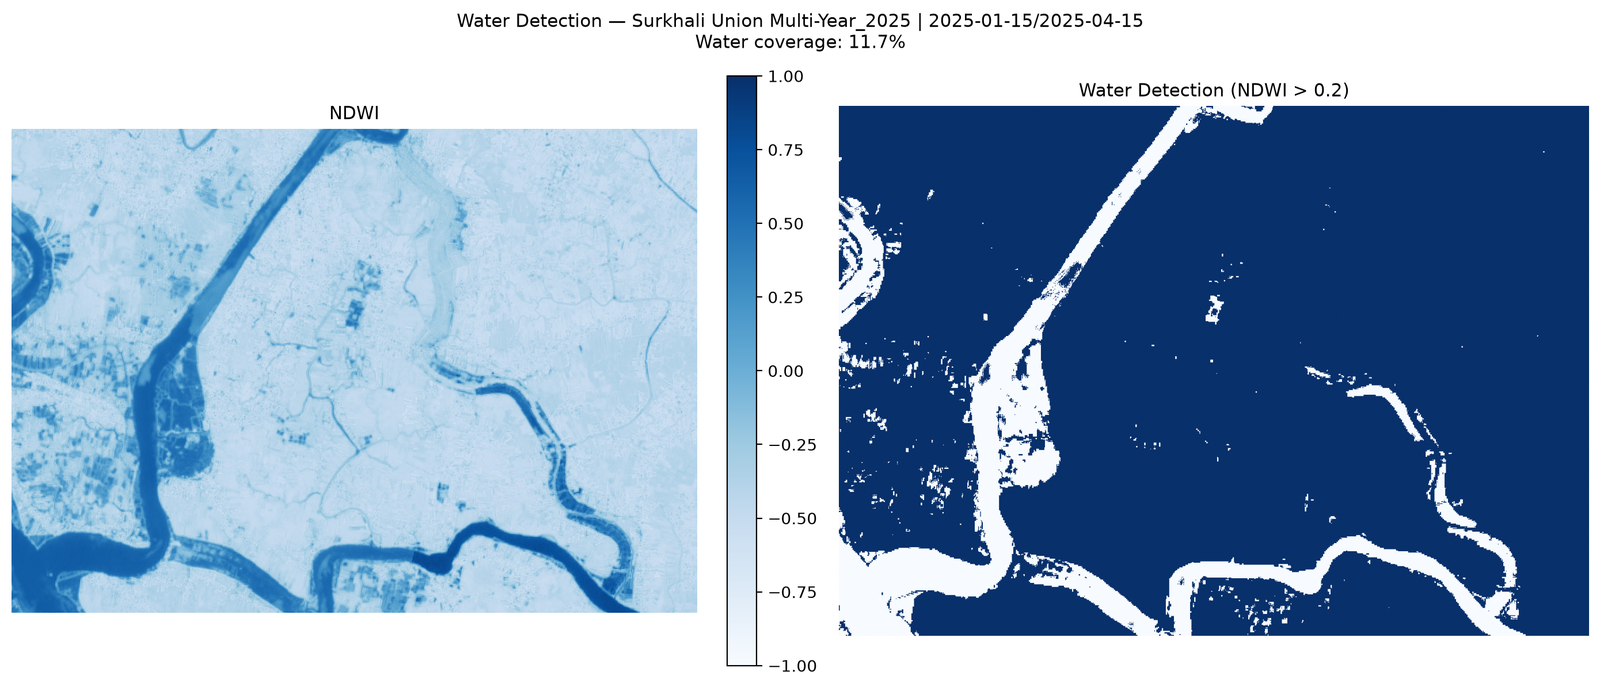 Water Detection — Surkhali Union Multi-Year_2025 | 2025-01-15/2025-04-15
Water coverage: 11.7%
NDWI
1.00
0.75
0.50
0.25
0.00
−0.25
−0.50
−0.75
−1.00
Water Detection (NDWI > 0.2)